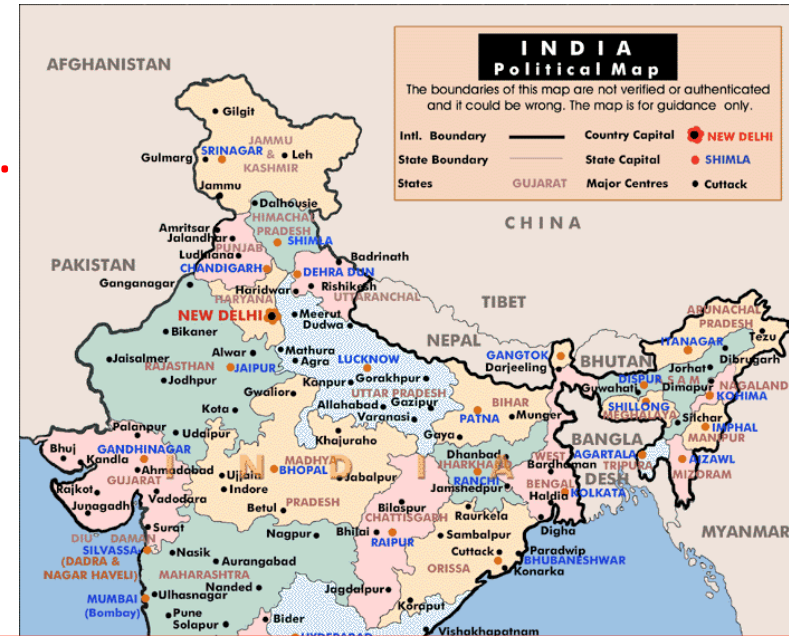 INDIA
Political Map
The boundaries of this map are not verified or authenticated
and it could be wrong. The map is for guidance only.
Intl. Boundary
Country Capital
NEW DELHI
State Boundary
State Capital
SHIMLA
States
GUJARAT
Major Centres
Cuttack
AFGHANISTAN
Gilgit
JAMMU
&
KASHMIR
SRINAGAR
Leh
Gulmarg
Jammu
CHINA
Dalhousie
HIMACHAL
PRADESH
Amritsar
Jalandhar
PUNJAB
SHIMLA
Ludhiana
Badrinath
PAKISTAN
CHANDIGARH
DEHRA DUN
Ganganagar
Haridwar
Rishikesh
HARYANA
UTTARANCHAL
TIBET
ARUNACHAL
PRADESH
NEW DELHI
Meerut
Dudwa
Bikaner
NEPAL
Tezu
ITANAGAR
Jaisalmer
RAJASTHAN
Alwar
JAIPUR
Mathura
Agra
LUCKNOW
GANGTOK
Darjeeling
BHUTAN
Dibrugarh
Jorhat
Jodhpur
Kanpur
Gorakhpur
DISPUR
SAM
Guwahati
Dimapur
NAGALAND
KOHIMA
Gwalior
UTTAR PRADESH
Kota
Allahabad
Gazipur
BIHAR
SHILLONG
MEGHALAYA
Varanasi
PATNA
Munger
Silchar
IMPHAL
Palanpur
Udaipur
Khajuraho
Gaya
BANGLA
DESH
MANIPUR
Bhuj
Kandla
GANDHINAGAR
Dhanbad
WEST
BENGAL
AGARTALA
TRIPURA
AJZAWL
MIZORAM
Ahmadabad
INDIA
MADHYA
PRADESH
BHOPAL
JHARKHAND
Bardhaman
GUJARAT
Ujjain
Jabalpur
RANCHI
Rajkot
Indore
Jamshedpur
Haldia
KOLKATA
Vadodara
Junagadh
Betul
Bilaspur
CHATTISGARH
Raurkela
Surat
Nagpur
Bhilai
RAIPUR
Sambalpur
Digha
MYANMAR
DIU
DAMAN
SILVASSA
(DADRA &
NAGAR HAVELI)
Nasik
Aurangabad
Cuttack
Paradwip
BHUBANESHWAR
ORISSA
Konarka
MAHARASHTRA
Nanded
Jagdalpur
MUMBAI
(Bombay)
Ulhasnagar
Koraput
Pune
Solapur
Bider
HYDERABAD
Vishakhapatnam